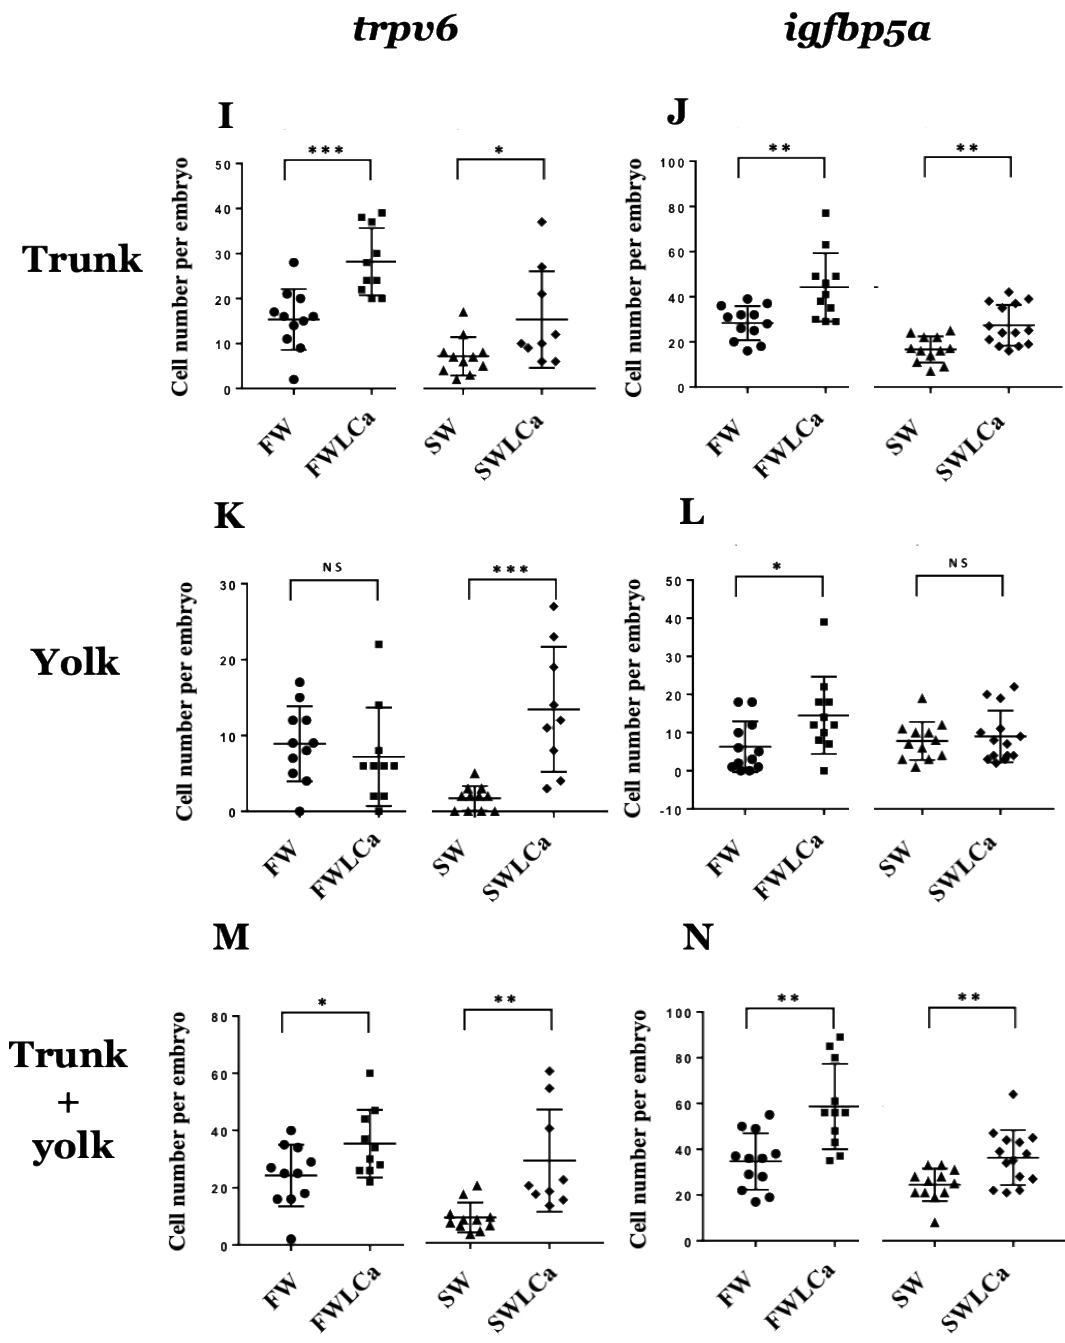 trpv6 igfbp5a
I J
Trunk
Cell number per embryo
50
40
30
20
10
0
***
*
FW FWLCa SW SWLCa
Cell number per embryo
100
80
60
40
20
0
**
**
FW FWLCa SW SWLCa
K L
Yolk
Cell number per embryo
30
20
10
0
NS
***
FW FWLCa SW SWLCa
Cell number per embryo
50
40
30
20
10
0
-10
*
NS
FW FWLCa SW SWLCa
M N
Trunk
+
yolk
Cell number per embryo
80
60
40
20
0
*
**
FW FWLCa SW SWLCa
Cell number per embryo
100
80
60
40
20
0
**
**
FW FWLCa SW SWLCa